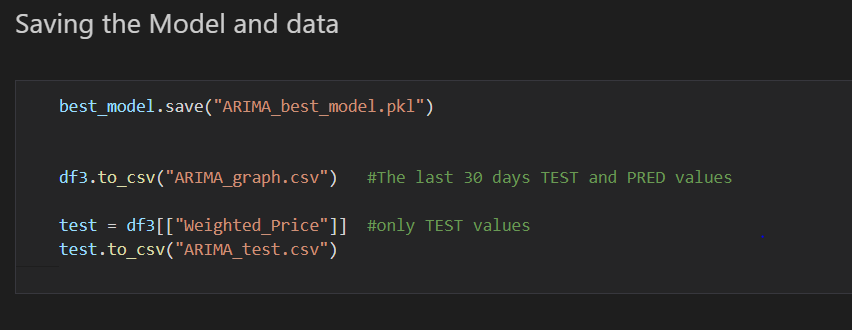 Saving the Model and data
best_model.save("ARIMA_best_model.pkl")
df3.to_csv("ARIMA_graph.csv")   #The last 30 days TEST and PRED values
test = df3[["Weighted_Price"]]  #only TEST values
test.to_csv("ARIMA_test.csv")